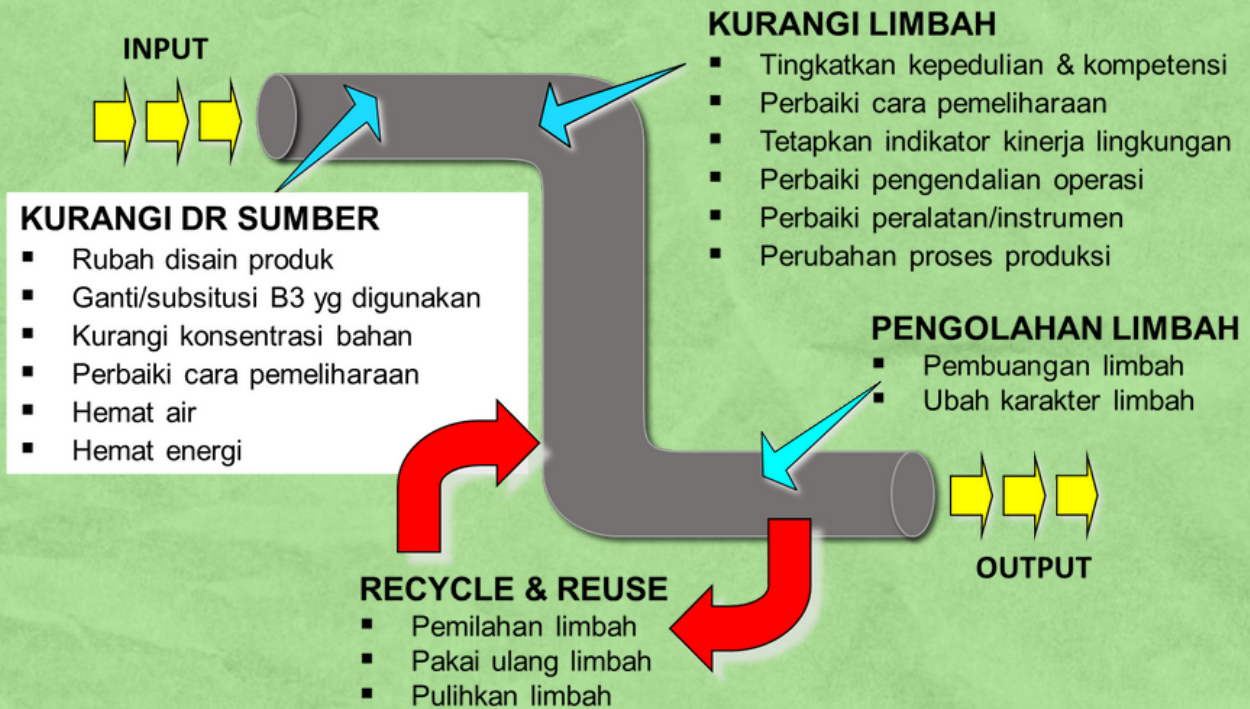 INPUT
KURANGI DR SUMBER
▪ Rubah disain produk
▪ Ganti/subsitusi B3 yg digunakan
▪ Kurangi konsentrasi bahan
▪ Perbaiki cara pemeliharaan
▪ Hemat air
▪ Hemat energi
KURANGI LIMBAH
▪ Tingkatkan kepedulian & kompetensi
▪ Perbaiki cara pemeliharaan
▪ Tetapkan indikator kinerja lingkungan
▪ Perbaiki pengendalian operasi
▪ Perbaiki peralatan/instrumen
▪ Perubahan proses produksi
PENGOLAHAN LIMBAH
▪ Pembuangan limbah
▪ Ubah karakter limbah
OUTPUT
RECYCLE & REUSE
▪ Pemilahan limbah
▪ Pakai ulang limbah
▪ Pulihkan limbah